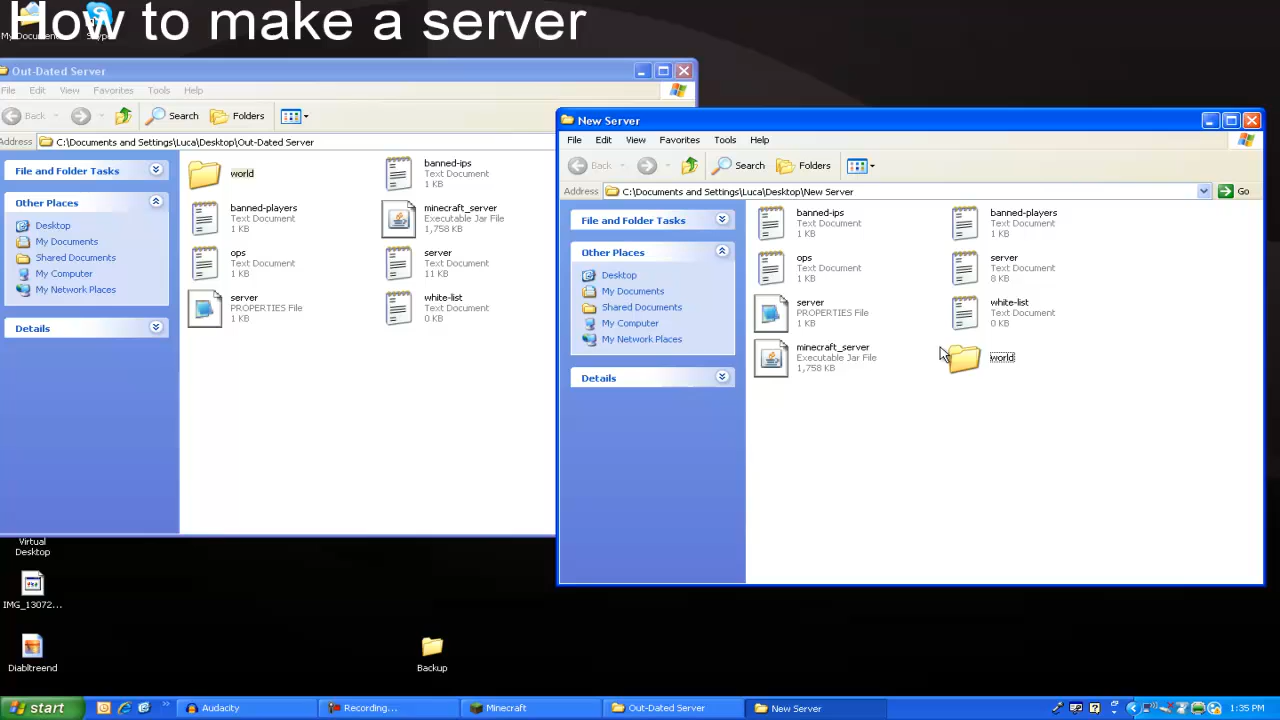 How to make a server
My Documents
Skype
Out-Dated Server
File Edit View Favorites Tools Help
Back Search Folders
Address C:\Documents and Settings\Luca\Desktop\Out-Dated Server
File and Folder Tasks
Other Places
Desktop
My Documents
Shared Documents
My Computer
My Network Places
Details
world
banned-ips
Text Document
1 KB
banned-players
Text Document
1 KB
minecraft_server
Executable Jar File
1,758 KB
ops
Text Document
1 KB
server
Text Document
11 KB
server
PROPERTIES File
1 KB
white-list
Text Document
0 KB
New Server
File Edit View Favorites Tools Help
Back Search Folders
Address C:\Documents and Settings\Luca\Desktop\New Server Go
File and Folder Tasks
Other Places
Desktop
My Documents
Shared Documents
My Computer
My Network Places
Details
banned-ips
Text Document
1 KB
banned-players
Text Document
1 KB
ops
Text Document
1 KB
server
Text Document
8 KB
server
PROPERTIES File
1 KB
white-list
Text Document
0 KB
minecraft_server
Executable Jar File
1,758 KB
world
Virtual
Desktop
IMG_13072...
Diabltreend
Backup
start Audacity Recording... Minecraft Out-Dated Server New Server 1:35 PM